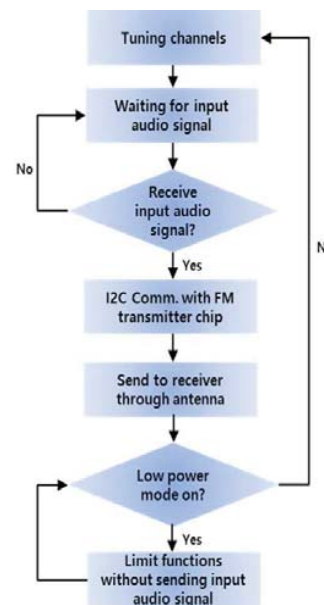 Tuning channels
Waiting for input
audio signal
No
Receive
input audio
signal?
Yes
I2C Comm. with FM
transmitter chip
Send to receiver
through antenna
N
Low power
mode on?
Yes
Limit functions
without sending input
audio signal